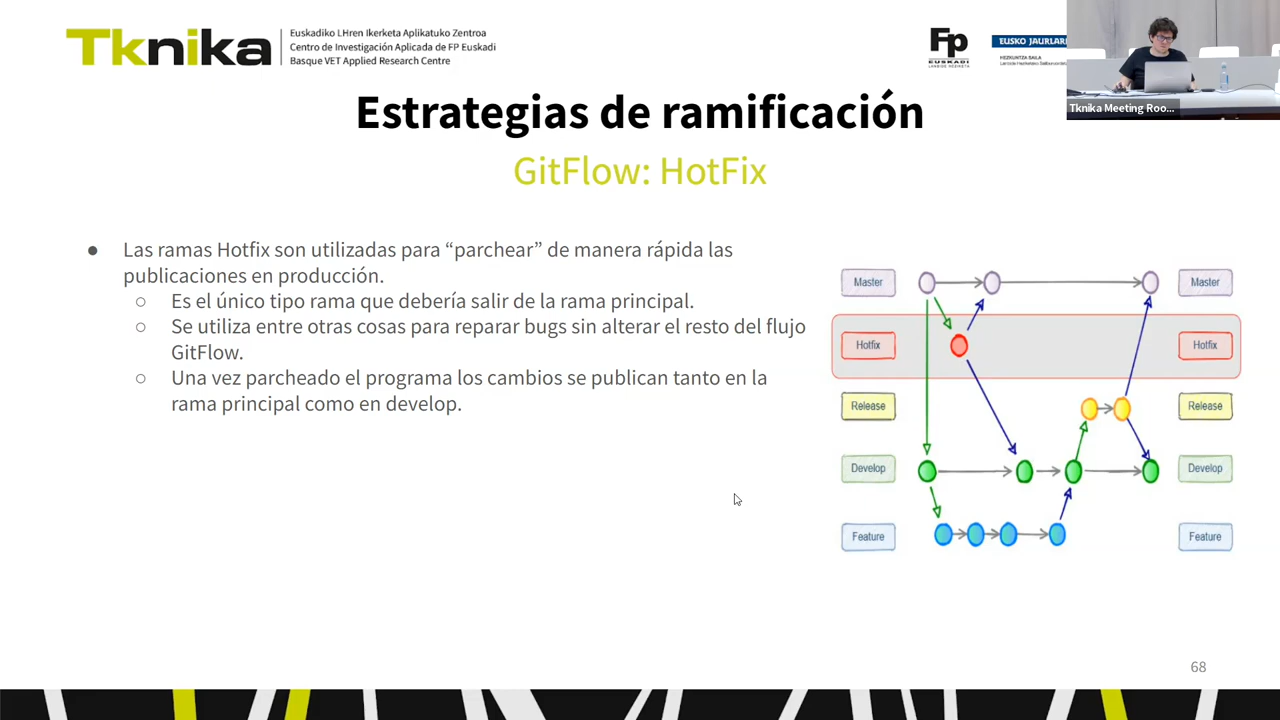 Tknika
Euskadiko LHren Ikerketa Aplikatuko Zentroa
Centro de Investigación Aplicada de FP Euskadi
Basque VET Applied Research Centre
Fp
EUSKADI
EUSKO JAURLAR
HEZKUNTZA SAILA
Tknika Meeting Roo...
Estrategias de ramificación
GitFlow: HotFix
● Las ramas Hotfix son utilizadas para “parchear” de manera rápida las
publicaciones en producción.
○ Es el único tipo rama que debería salir de la rama principal.
○ Se utiliza entre otras cosas para reparar bugs sin alterar el resto del flujo
GitFlow.
○ Una vez parcheado el programa los cambios se publican tanto en la
rama principal como en develop.
Master Master
Hotfix Hotfix
Release Release
Develop Develop
Feature Feature
68